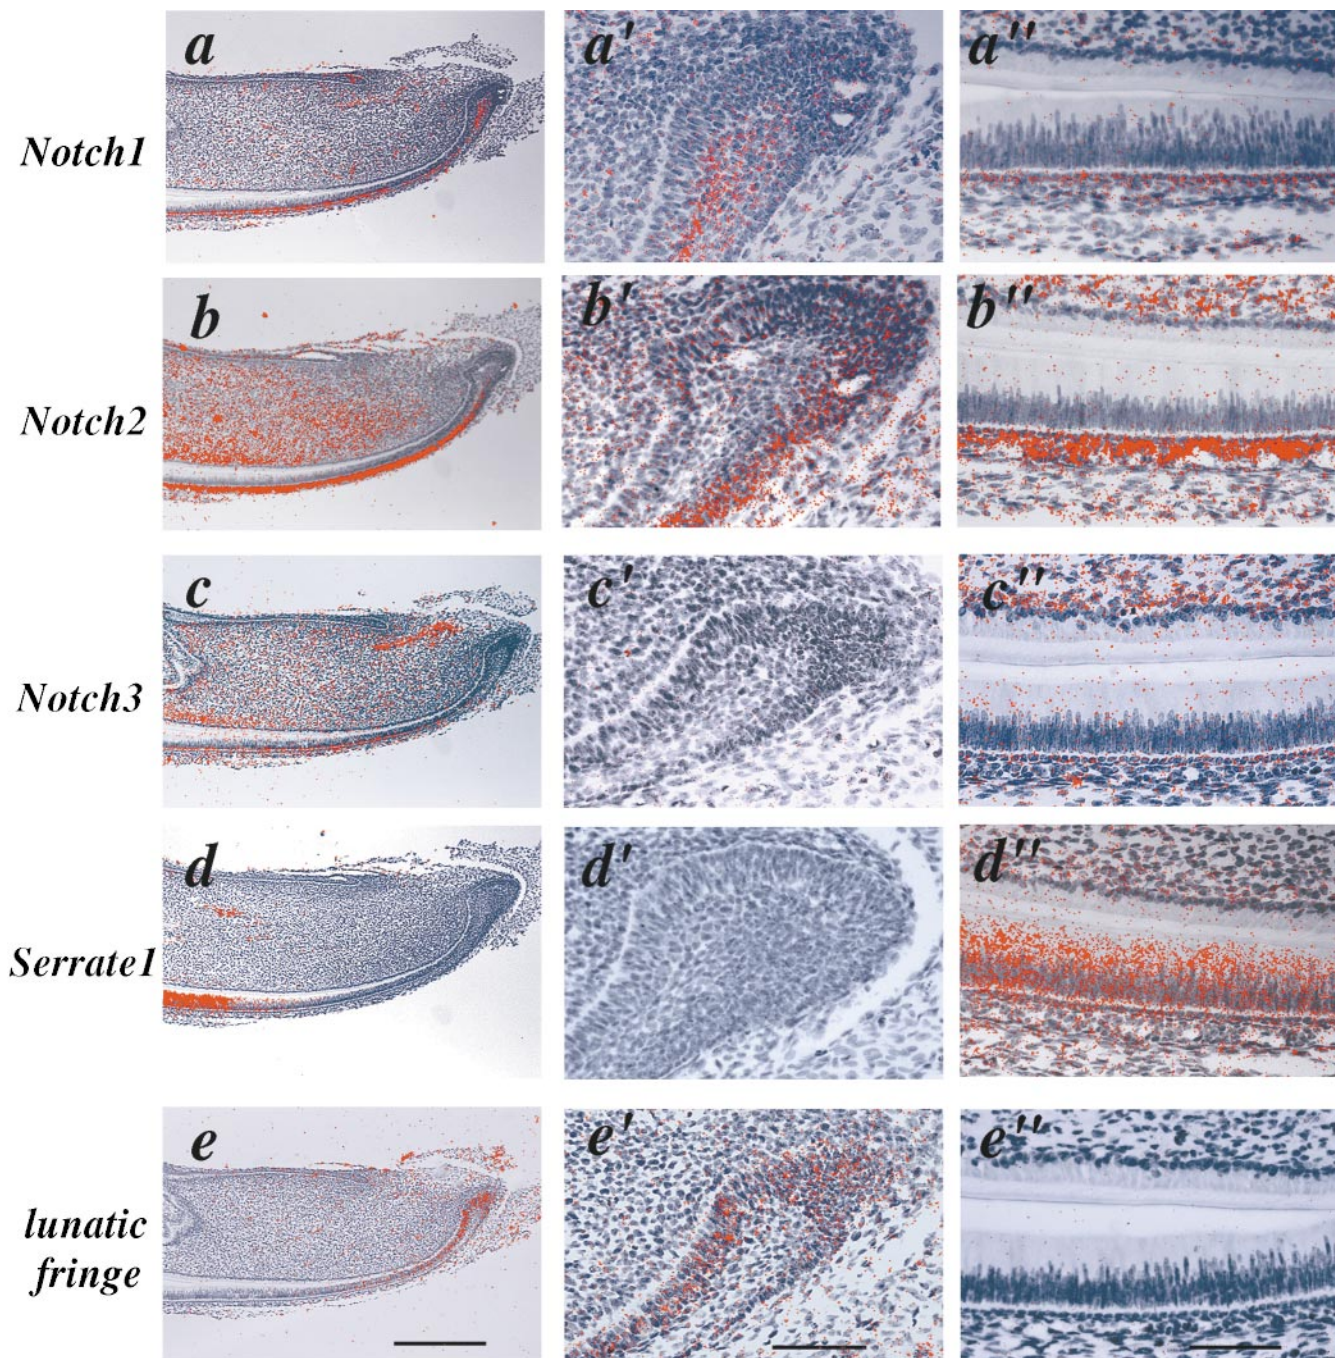 a a' a''
Notch1
b b' b''
Notch2
c c' c''
Notch3
d d' d''
Serrate1
e e' e''
lunatic
fringe